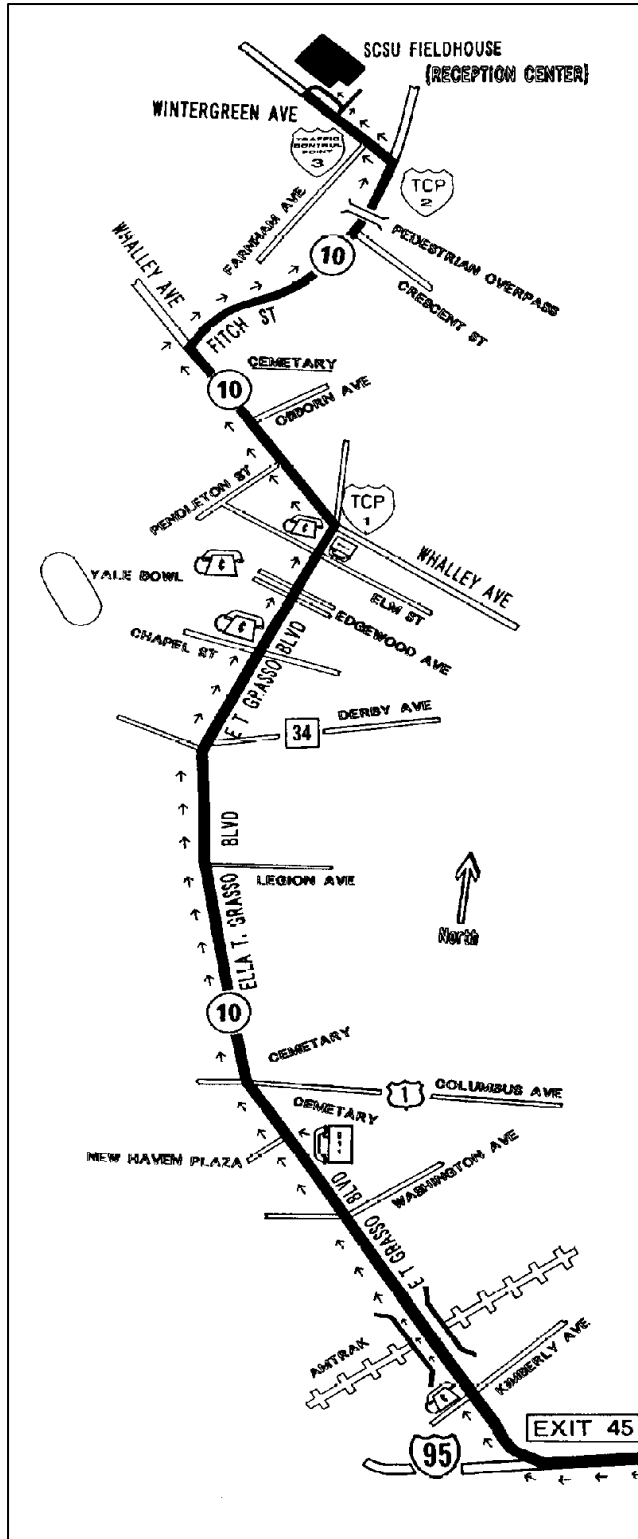 SCSU FIELDHOUSE
(RECEPTION CENTER)
WINTERGREEN AVE
TRAFFIC
CONTROL
POINT
3
TCP
2
FARNHAM AVE
PEDESTRIAN OVERPASS
10
WHALLEY AVE
CRESCENT ST
FITCH ST
CEMETARY
10
OSBORN AVE
PENDLETON ST
TCP
1
WHALLEY AVE
YALE BOWL
ELM ST
EDGEWOOD AVE
CHAPEL ST
E T GRASSO BLVD
DERBY AVE
34
ELLA T. GRASSO BLVD
LEGION AVE
North
10
CEMETARY
1
COLUMBUS AVE
CEMETARY
NEW HAVEN PLAZA
WASHINGTON AVE
E T GRASSO BLVD
AMTRAK
KIMBERLY AVE
EXIT 45
95